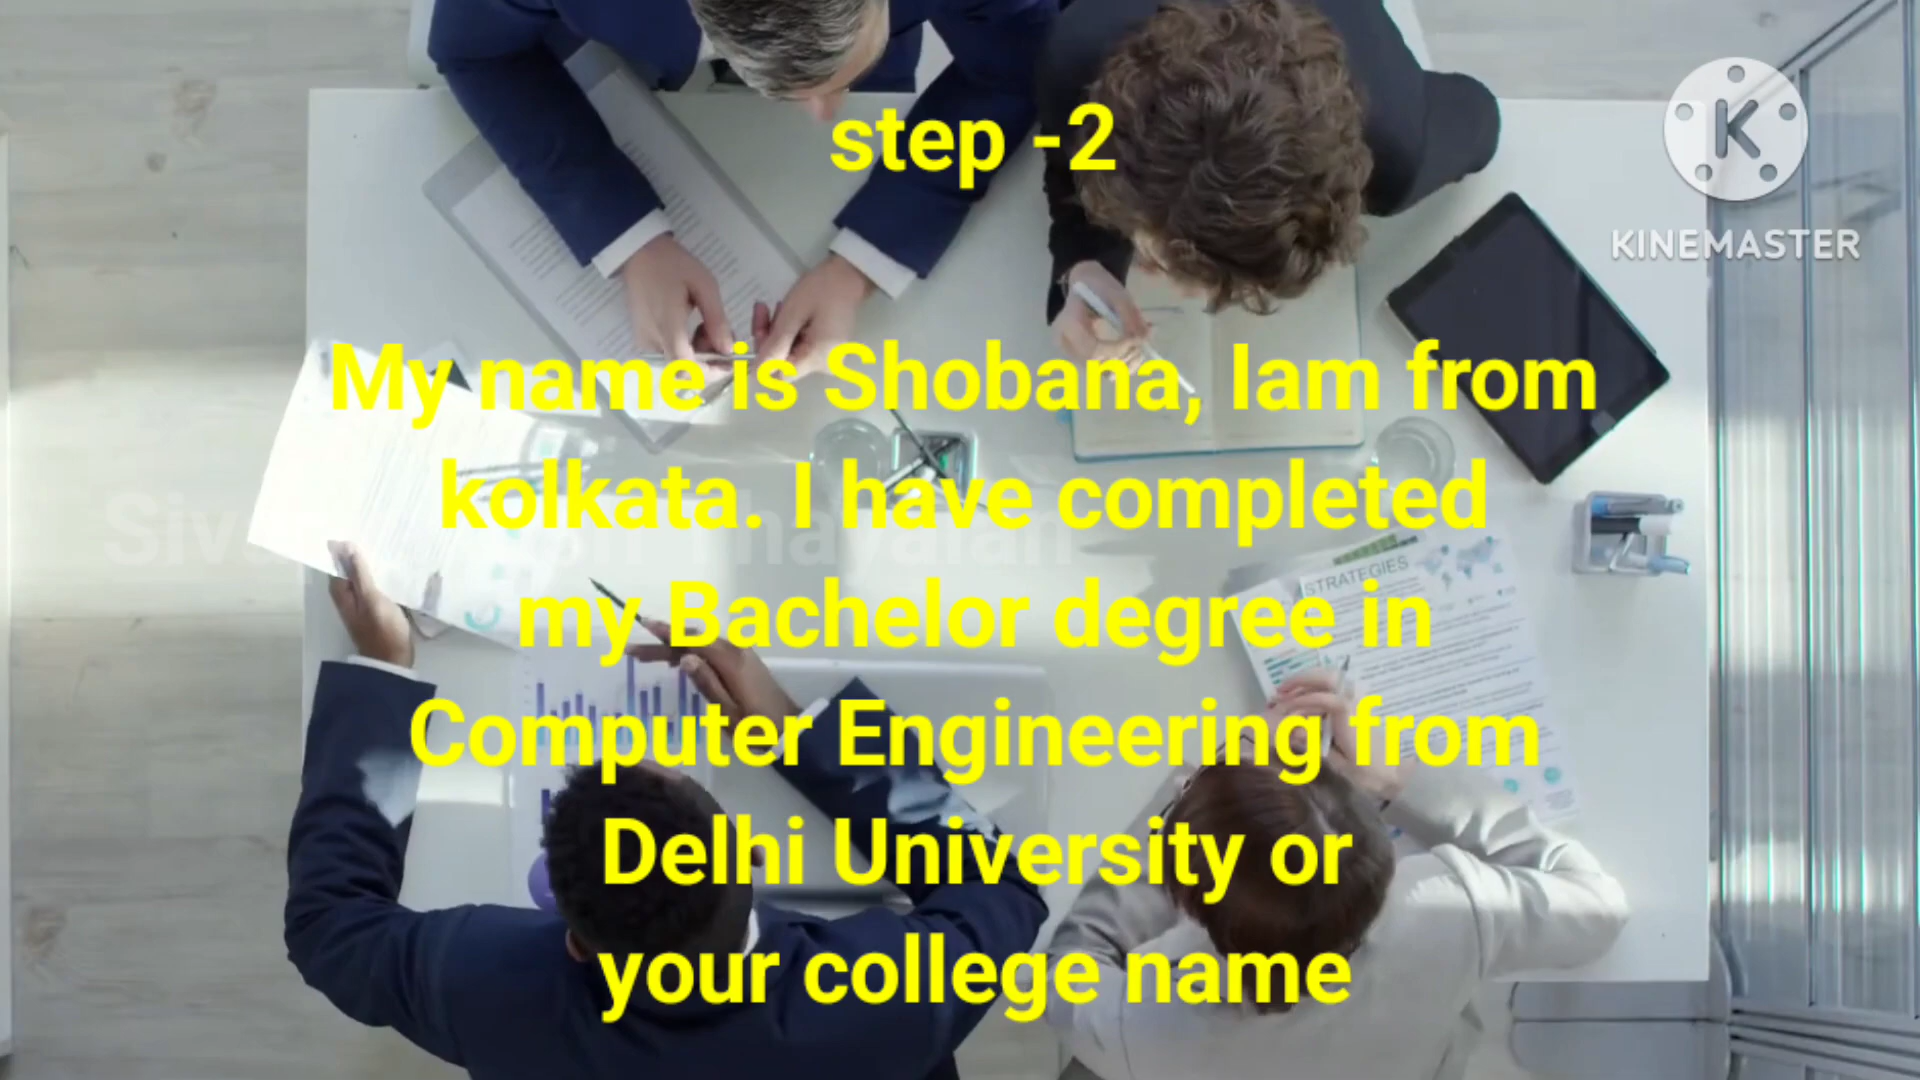 step -2
K
KINEMASTER
My name is Shobana, Iam from
kolkata. I have completed
my Bachelor degree in
Computer Engineering from
Delhi University or
your college name
STRATEGIES